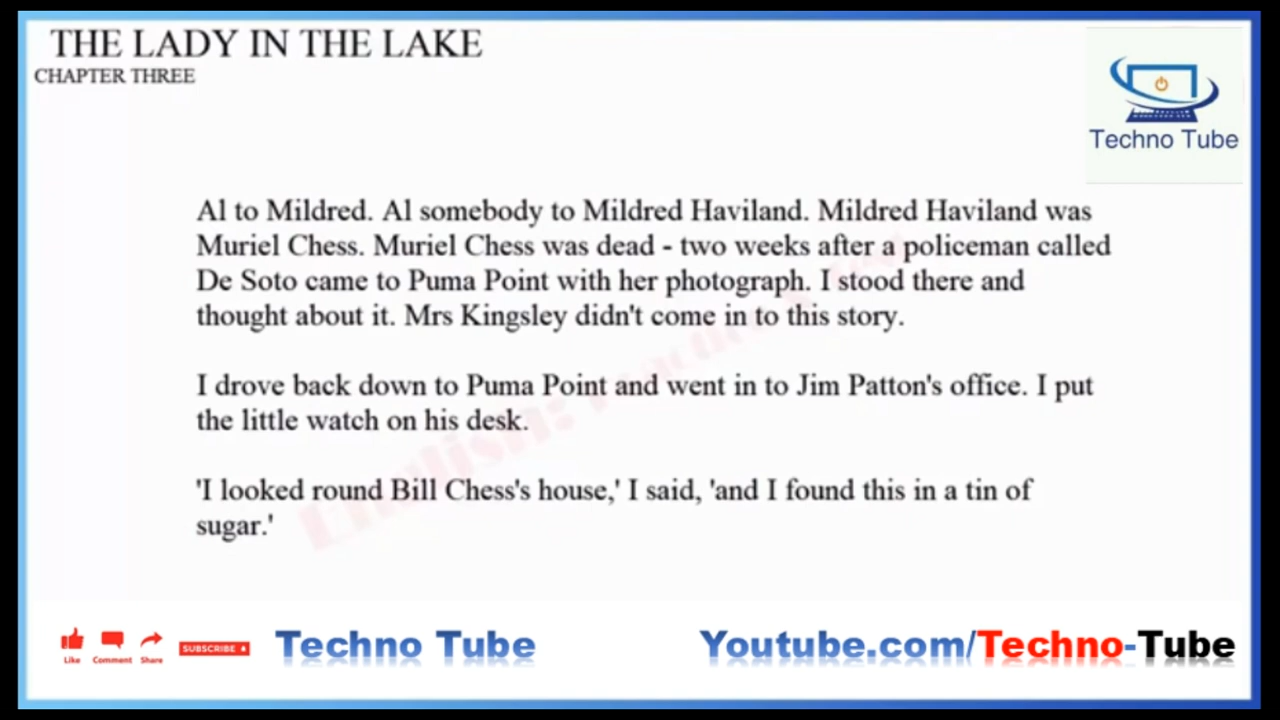 THE LADY IN THE LAKE
CHAPTER THREE
Techno Tube
Al to Mildred. Al somebody to Mildred Haviland. Mildred Haviland was
Muriel Chess. Muriel Chess was dead - two weeks after a policeman called
De Soto came to Puma Point with her photograph. I stood there and
thought about it. Mrs Kingsley didn't come in to this story.
I drove back down to Puma Point and went in to Jim Patton's office. I put
the little watch on his desk.
'I looked round Bill Chess's house,' I said, 'and I found this in a tin of
sugar.'
Like Comment Share SUBSCRIBE Techno Tube Youtube.com/Techno-Tube